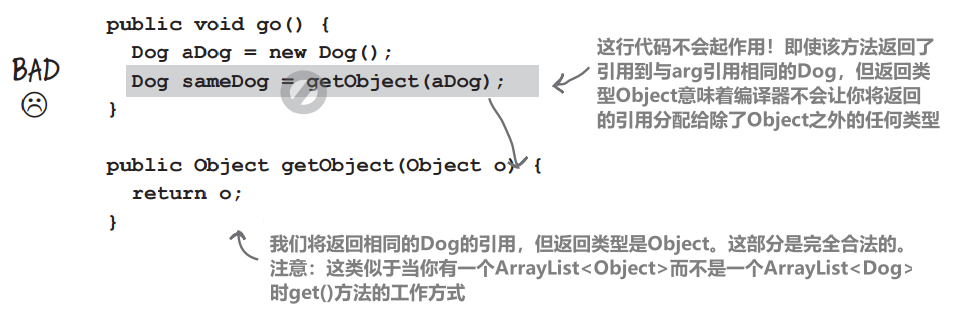 public void go() {
Dog aDog = new Dog();
BAD
Dog sameDog = getObject(aDog);
}
这行代码不会起作用！即使该方法返回了
引用到与arg引用相同的Dog，但返回类
型Object意味着编译器不会让你将返回
的引用分配给除了Object之外的任何类型
public Object getObject(Object o) {
return o;
}
我们将返回相同的Dog的引用，但返回类型是Object。这部分是完全合法的。
注意：这类似于当你有一个ArrayList<Object>而不是一个ArrayList<Dog>
时get()方法的工作方式